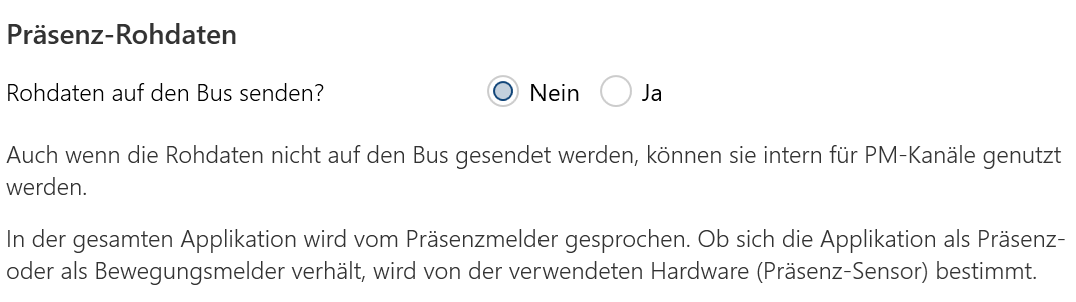 Präsenz-Rohdaten
Rohdaten auf den Bus senden? Nein Ja
Auch wenn die Rohdaten nicht auf den Bus gesendet werden, können sie intern für PM-Kanäle genutzt
werden.
In der gesamten Applikation wird vom Präsenzmelder gesprochen. Ob sich die Applikation als Präsenz-
oder als Bewegungsmelder verhält, wird von der verwendeten Hardware (Präsenz-Sensor) bestimmt.